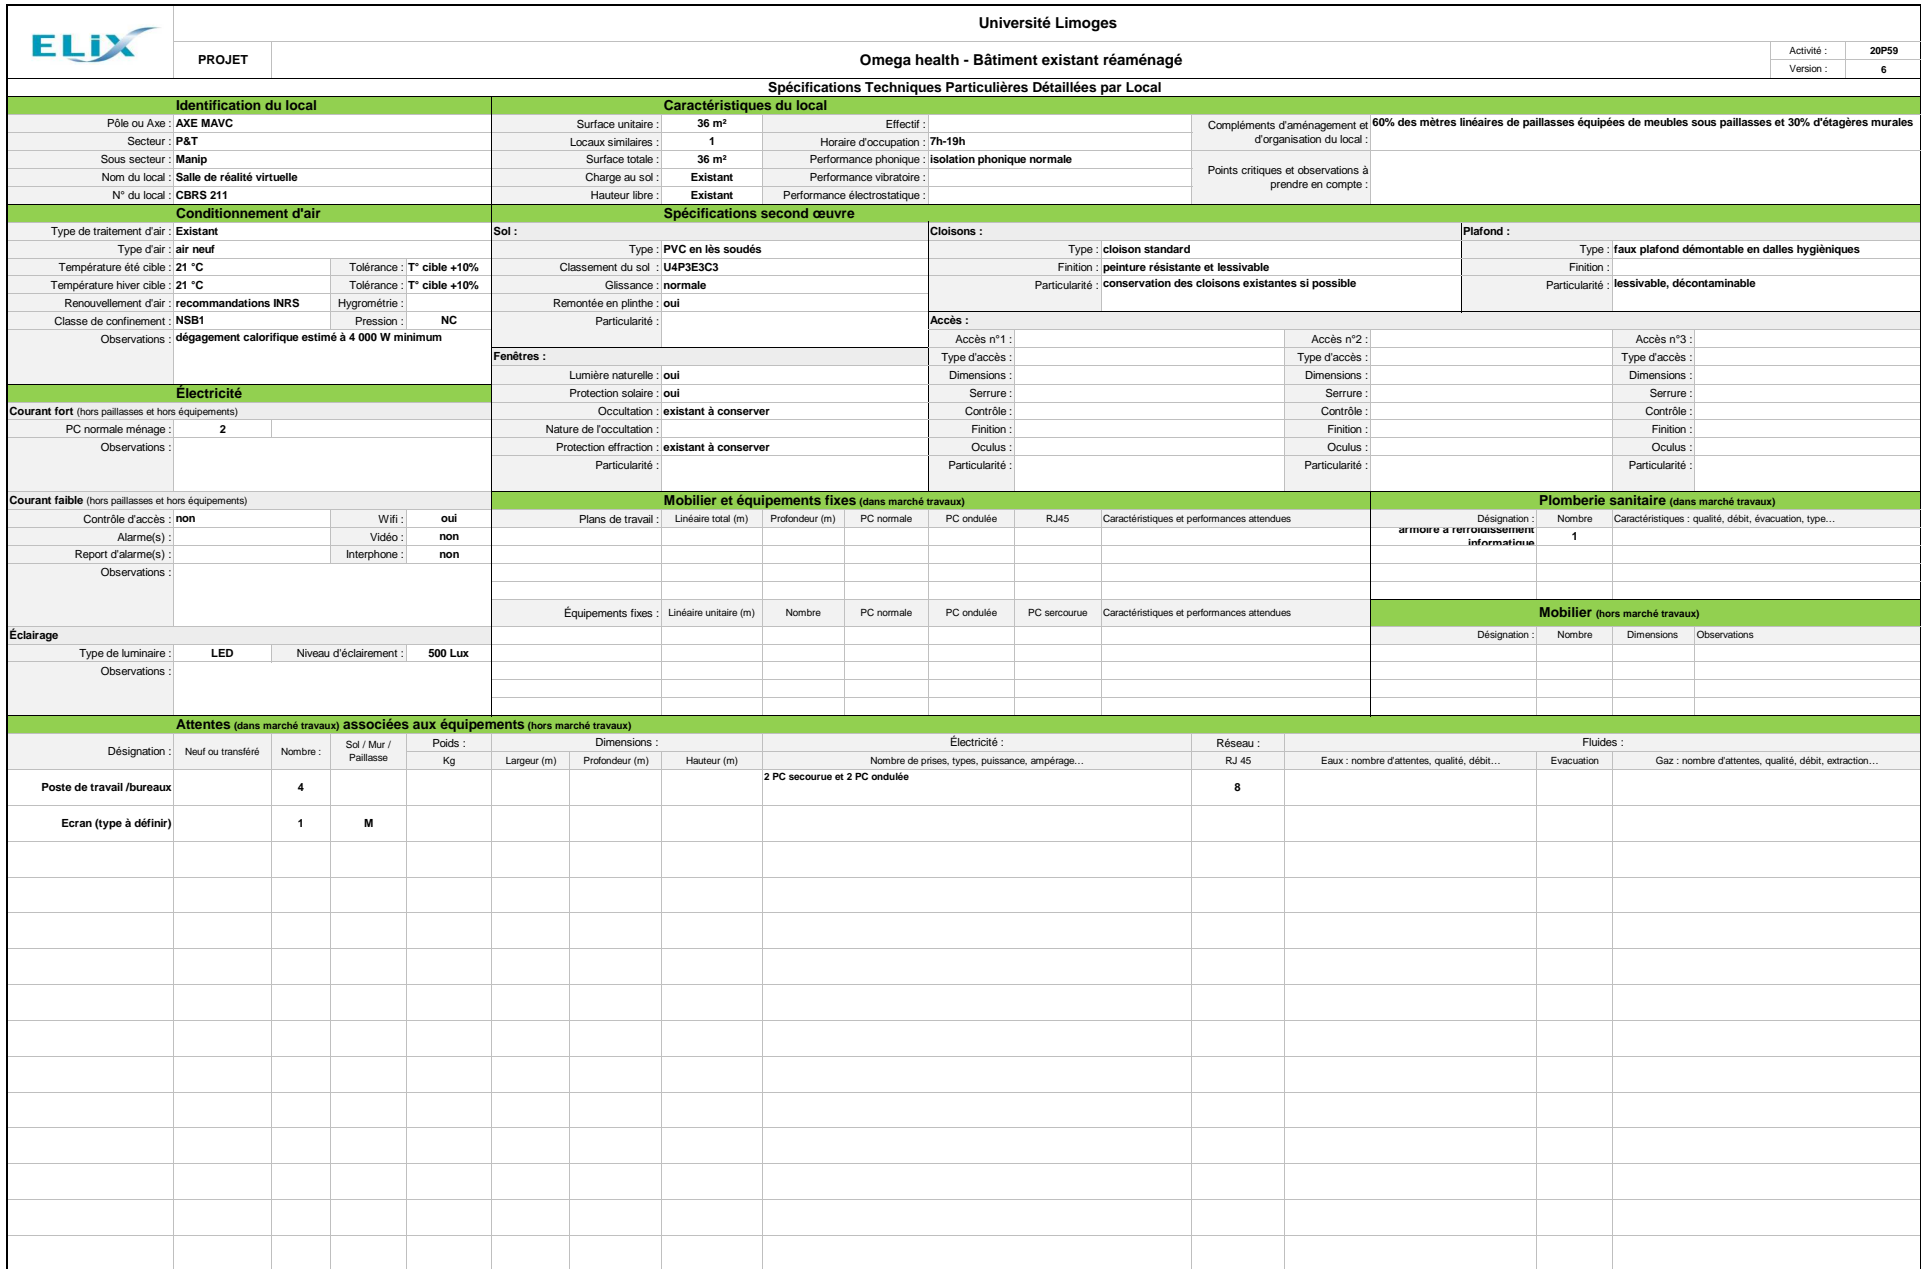 ELiX
Université Limoges
PROJET
Omega health - Bâtiment existant réaménagé
Activité : 20P59
Version : 6
Spécifications Techniques Particulières Détaillées par Local
Identification du local
Pôle ou Axe : AXE MAVC
Secteur : P&T
Sous secteur : Manip
Nom du local : Salle de réalité virtuelle
N° du local : CBRS 211
Caractéristiques du local
Surface unitaire : 36 m² Effectif :
Locaux similaires : 1 Horaire d'occupation : 7h-19h
Surface totale : 36 m² Performance phonique : isolation phonique normale
Charge au sol : Existant Performance vibratoire :
Hauteur libre : Existant Performance électrostatique :
Compléments d'aménagement et d'organisation du local : 60% des mètres linéaires de paillasses équipées de meubles sous paillasses et 30% d'étagères murales
Points critiques et observations à prendre en compte :
Conditionnement d'air
Type de traitement d'air : Existant
Type d'air : air neuf
Température été cible : 21 °C Tolérance : T° cible +10%
Température hiver cible : 21 °C Tolérance : T° cible +10%
Renouvellement d'air : recommandations INRS Hygrométrie :
Classe de confinement : NSB1 Pression : NC
Observations : dégagement calorifique estimé à 4 000 W minimum
Spécifications second œuvre
Sol :
Type : PVC en lès soudés
Classement du sol : U4P3E3C3
Glissance : normale
Remontée en plinthe : oui
Particularité :
Cloisons :
Type : cloison standard
Finition : peinture résistante et lessivable
Particularité : conservation des cloisons existantes si possible
Plafond :
Type : faux plafond démontable en dalles hygièniques
Finition :
Particularité : lessivable, décontaminable
Fenêtres :
Lumière naturelle : oui
Protection solaire : oui
Occultation : existant à conserver
Nature de l'occultation :
Protection effraction : existant à conserver
Particularité :
Accès :
Accès n°1 : Accès n°2 : Accès n°3 :
Type d'accès : Type d'accès : Type d'accès :
Dimensions : Dimensions : Dimensions :
Serrure : Serrure : Serrure :
Contrôle : Contrôle : Contrôle :
Finition : Finition : Finition :
Oculus : Oculus : Oculus :
Particularité : Particularité : Particularité :
Électricité
Courant fort (hors paillasses et hors équipements)
PC normale ménage : 2
Observations :
Courant faible (hors paillasses et hors équipements)
Contrôle d'accès : non Wifi : oui
Alarme(s) : Vidéo : non
Report d'alarme(s) : Interphone : non
Observations :
Éclairage
Type de luminaire : LED Niveau d'éclairement : 500 Lux
Observations :
Mobilier et équipements fixes (dans marché travaux)
Plans de travail : Linéaire total (m) Profondeur (m) PC normale PC ondulée RJ45 Caractéristiques et performances attendues
Équipements fixes : Linéaire unitaire (m) Nombre PC normale PC ondulée PC sercourue Caractéristiques et performances attendues
Plomberie sanitaire (dans marché travaux)
Désignation : Nombre Caractéristiques : qualité, débit, évacuation, type…
armoire à refroidissement informatique 1
Mobilier (hors marché travaux)
Désignation : Nombre Dimensions Observations
Attentes (dans marché travaux) associées aux équipements (hors marché travaux)
Désignation : Neuf ou transféré Nombre : Sol / Mur / Paillasse Poids : Dimensions : Électricité : Réseau : Fluides :
Kg Largeur (m) Profondeur (m) Hauteur (m) Nombre de prises, types, puissance, ampérage… RJ 45 Eaux : nombre d'attentes, qualité, débit… Evacuation Gaz : nombre d'attentes, qualité, débit, extraction…
Poste de travail /bureaux 4 2 PC secourue et 2 PC ondulée 8
Ecran (type à définir) 1 M